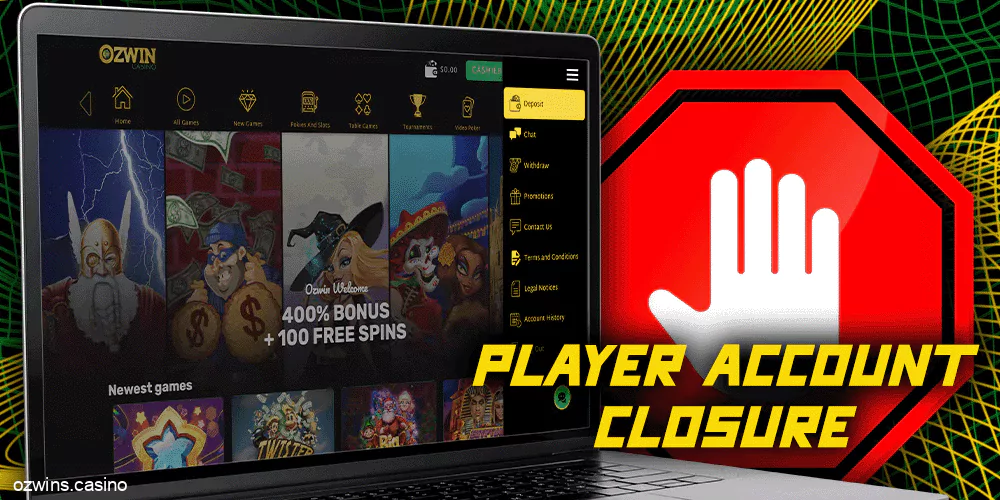 OZWIN
CASINO
$0.00
Home
All Games
New Games
Pokies And Slots
Table Games
Tournaments
Video Poker
Deposit
Chat
Withdraw
Promotions
Contact Us
Terms and Conditions
Legal Notices
Account History
Out
Ozwin Welcome
400% BONUS
+ 100 FREE SPINS
Newest games
TWISTER
PLAYER ACCOUNT
CLOSURE
ozwins.casino